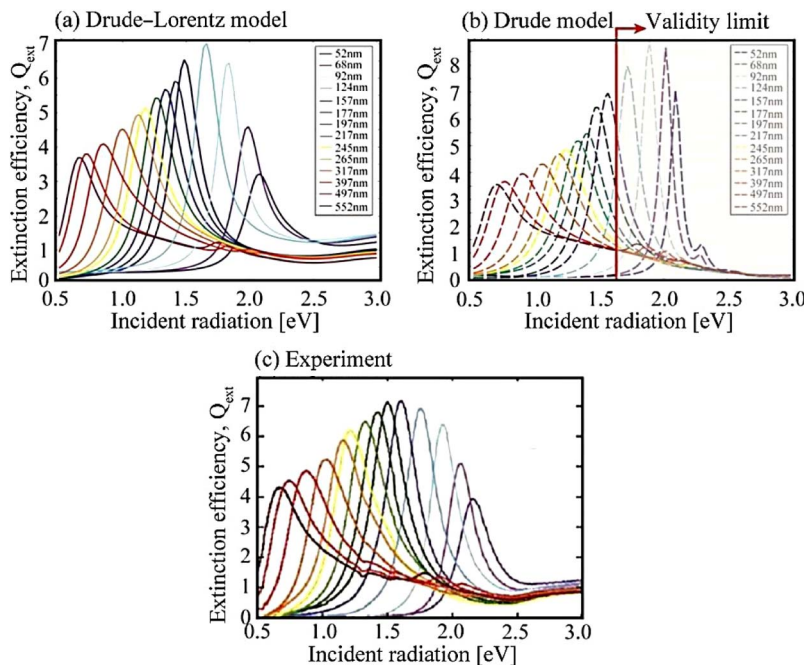 (a) Drude–Lorentz model
Extinction efficiency, Q_ext
7
6
5
4
3
2
1
0
0.5 1.0 1.5 2.0 2.5 3.0
Incident radiation [eV]
52nm
68nm
92nm
124nm
157nm
177nm
197nm
217nm
245nm
265nm
317nm
397nm
497nm
552nm
(b) Drude model Validity limit
Extinction efficiency, Q_ext
8
7
6
5
4
3
2
1
0
0.5 1.0 1.5 2.0 2.5 3.0
Incident radiation [eV]
52nm
68nm
92nm
124nm
157nm
177nm
197nm
217nm
245nm
265nm
317nm
397nm
497nm
552nm
(c) Experiment
Extinction efficiency, Q_ext
7
6
5
4
3
2
1
0
0.5 1.0 1.5 2.0 2.5 3.0
Incident radiation [eV]